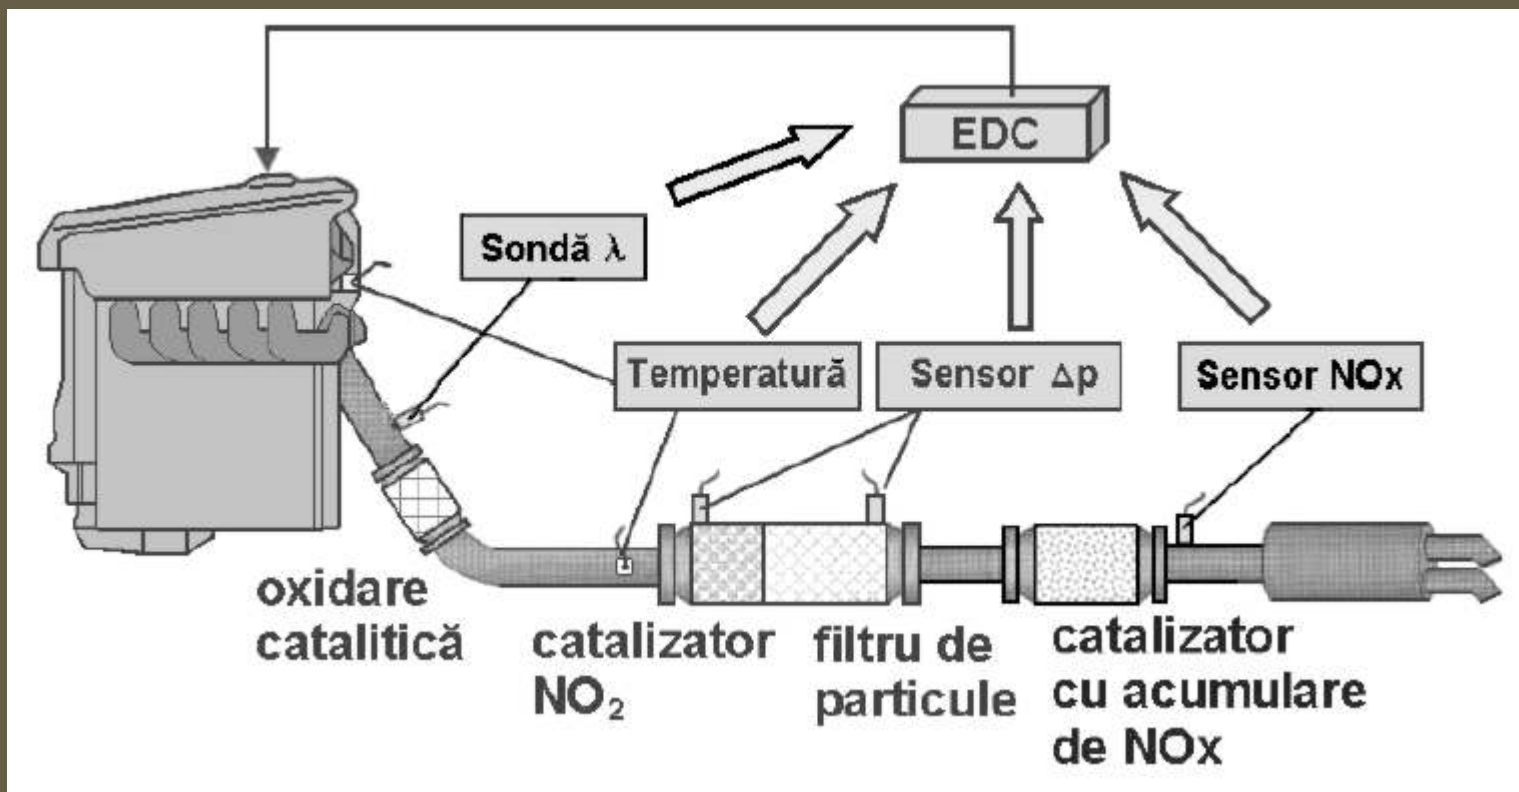 EDC
Sondă λ
Temperatură
Sensor Δp
Sensor NOx
oxidare
catalitică
catalizator
NO₂
filtru de
particule
catalizator
cu acumulare
de NOx